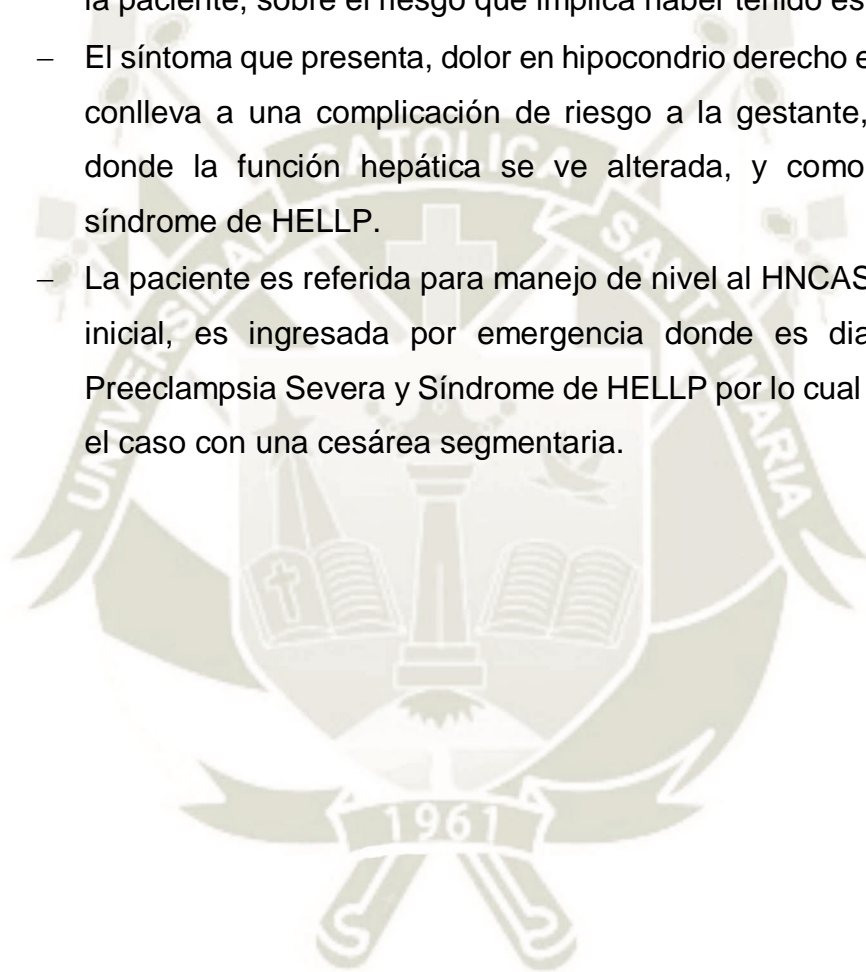 la paciente, sobre el riesgo que implica haber tenido es
– El síntoma que presenta, dolor en hipocondrio derecho e
conlleva a una complicación de riesgo a la gestante,
donde la función hepática se ve alterada, y como
síndrome de HELLP.
– La paciente es referida para manejo de nivel al HNCAS
inicial, es ingresada por emergencia donde es dia
Preeclampsia Severa y Síndrome de HELLP por lo cual
el caso con una cesárea segmentaria.
UNIVERSIDAD CATOLICA SANTA MARIA
1961